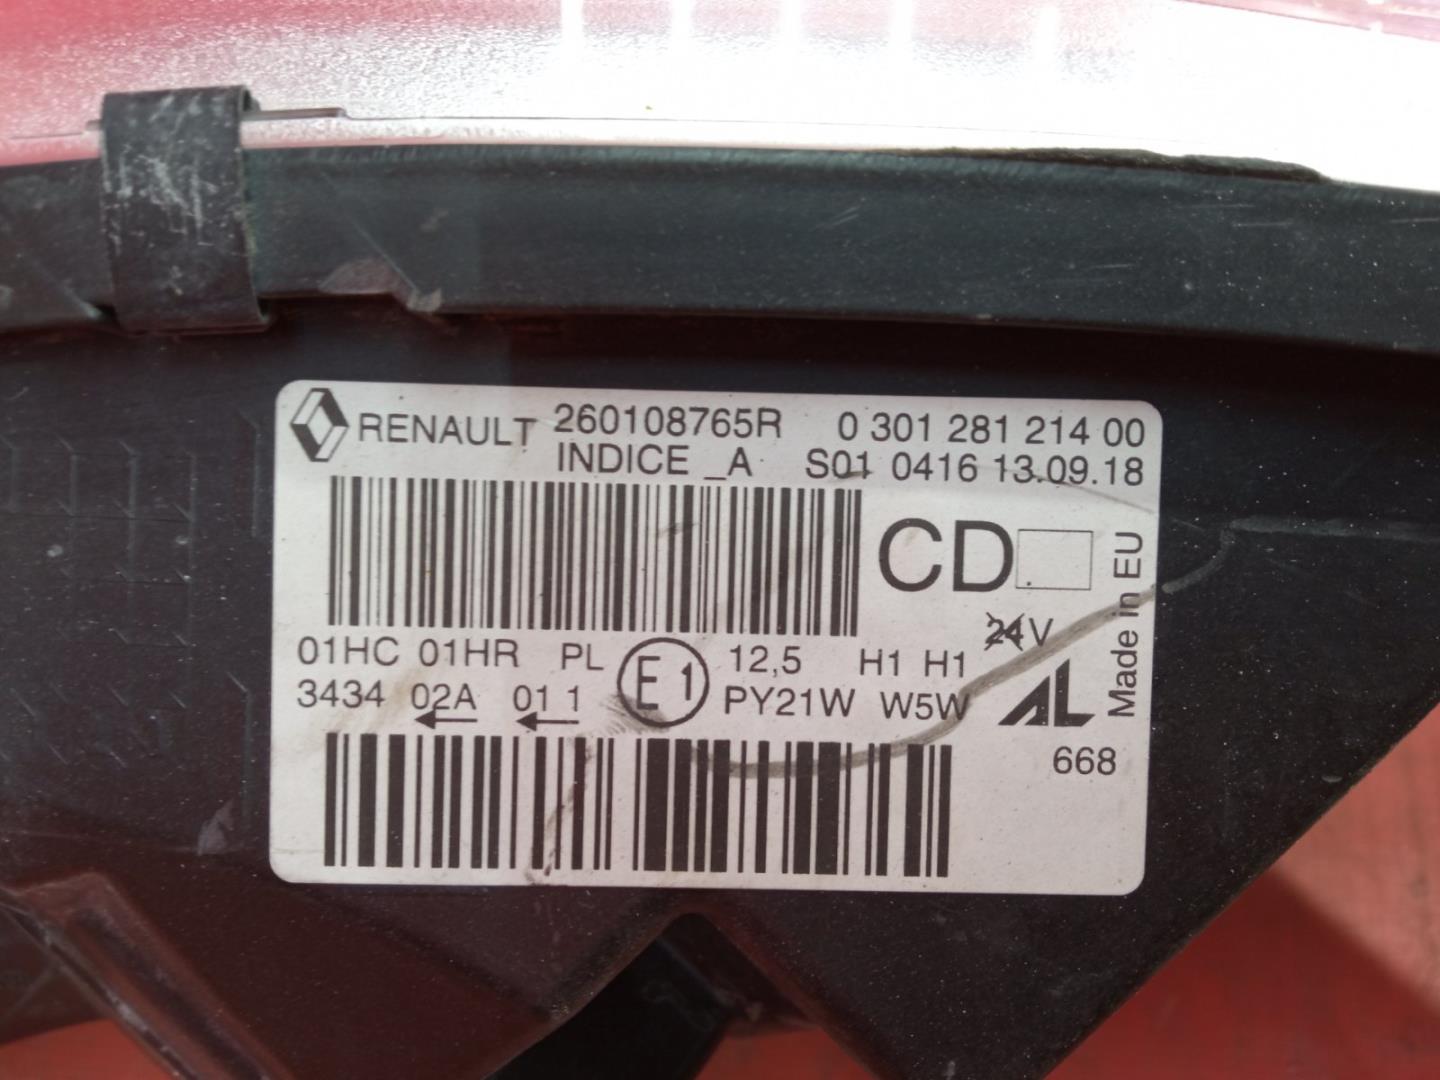 RENAULT 260108765R 0 301 281 214 00
INDICE _A S01 0416 13.09.18
CD
24V
01HC 01HR PL E1 12,5 H1 H1
3434 02A 01 1 PY21W W5W
AL
668
Made in EU